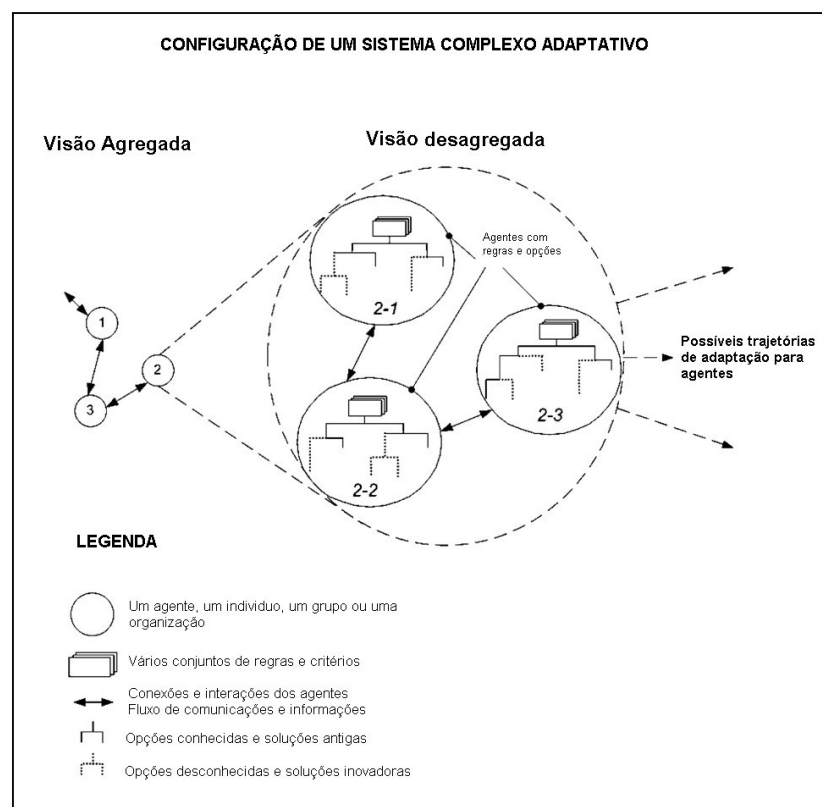 CONFIGURAÇÃO DE UM SISTEMA COMPLEXO ADAPTATIVO
Visão Agregada
Visão desagregada
Agentes com
regras e opções
2-1
1
2
3
2-3
2-2
Possíveis trajetórias
de adaptação para
agentes
LEGENDA
Um agente, um individuo, um grupo ou uma
organização
Vários conjuntos de regras e critérios
Conexões e interações dos agentes
Fluxo de comunicações e informações
Opções conhecidas e soluções antigas
Opções desconhecidas e soluções inovadoras